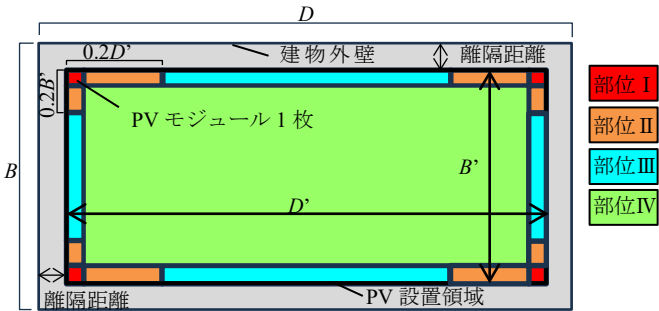 D
0.2D’
建物外壁
離隔距離
0.2B’
PV モジュール 1 枚
B
B’
D’
離隔距離
PV 設置領域
部位Ⅰ
部位Ⅱ
部位Ⅲ
部位Ⅳ